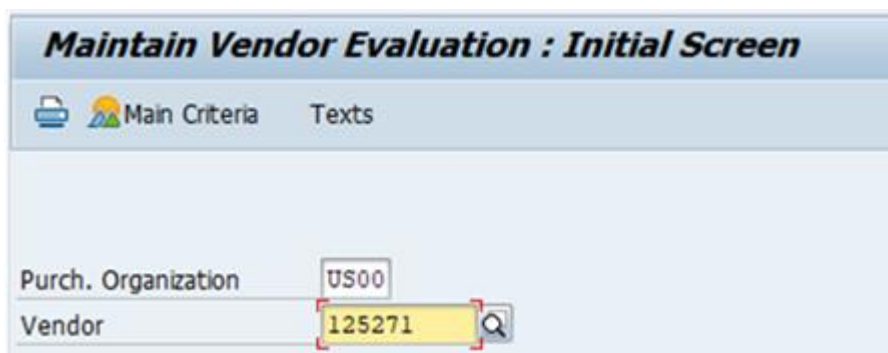 Maintain Vendor Evaluation : Initial Screen
Main Criteria Texts
Purch. Organization US00
Vendor 125271